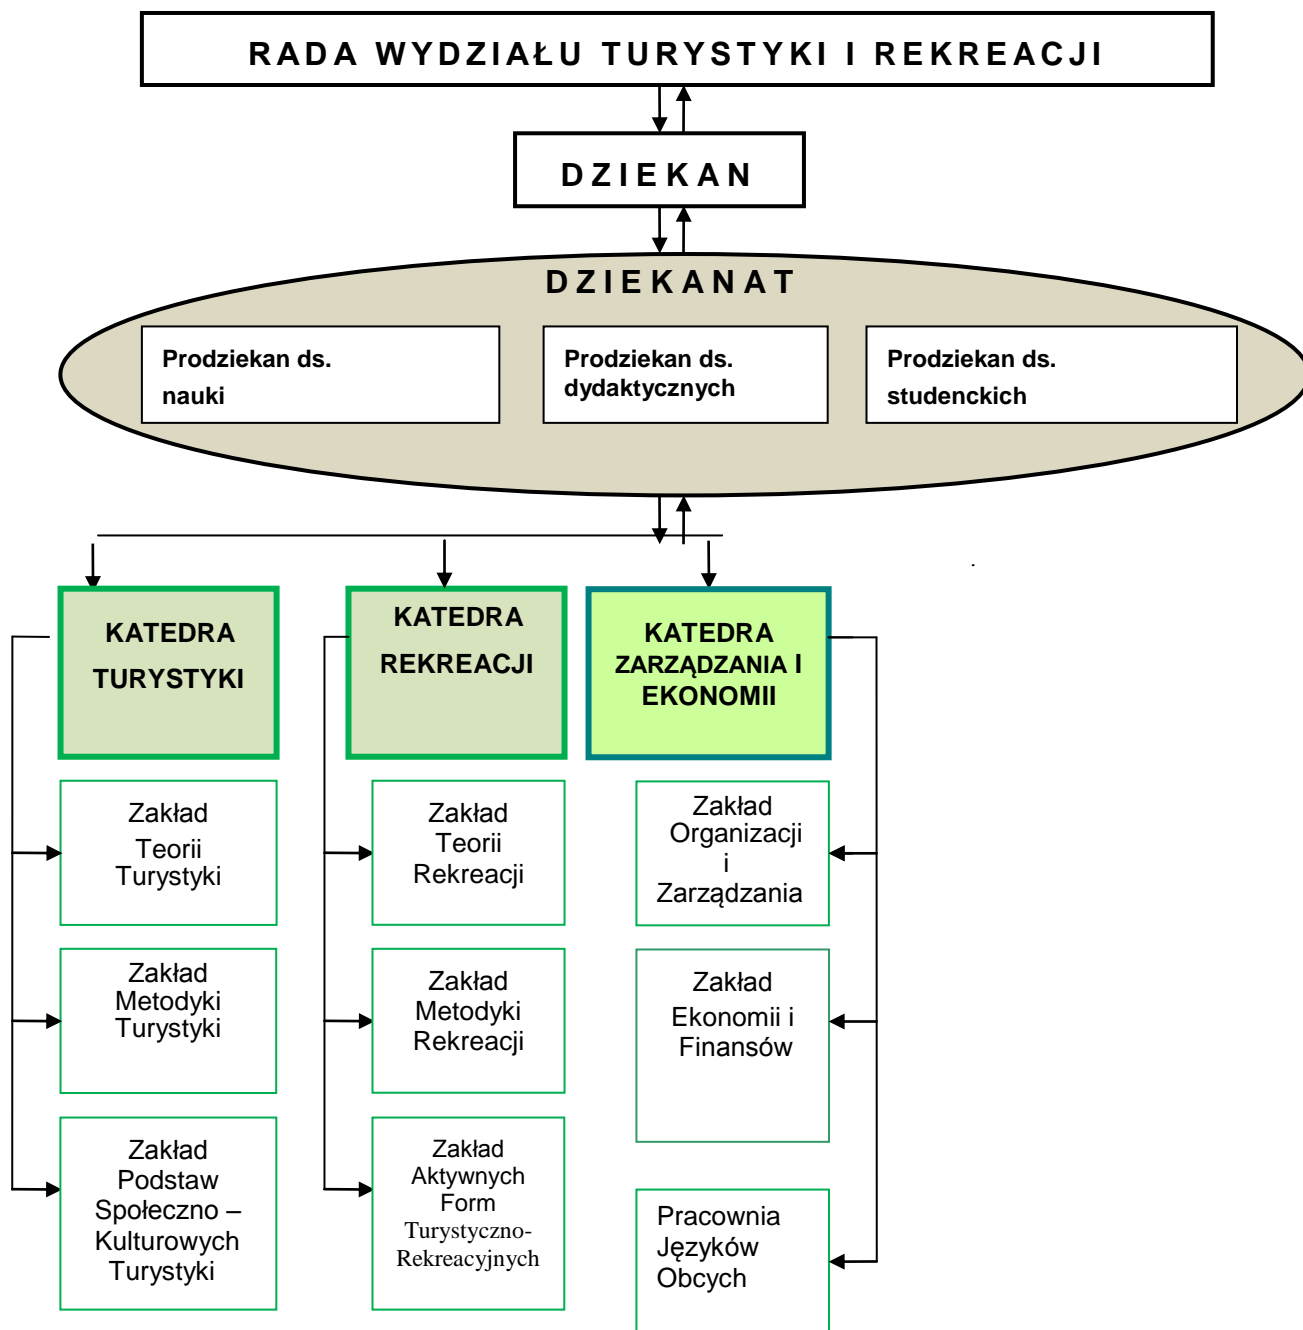 RADA WYDZIAŁU TURYSTYKI I REKREACJI
DZIEKAN
DZIEKANAT
Prodziekan ds.
nauki
Prodziekan ds.
dydaktycznych
Prodziekan ds.
studenckich
KATEDRA
TURYSTYKI
KATEDRA
REKREACJI
KATEDRA
ZARZĄDZANIA I
EKONOMII
Zakład
Teorii
Turystyki
Zakład
Teorii
Rekreacji
Zakład
Organizacji
i
Zarządzania
Zakład
Metodyki
Turystyki
Zakład
Metodyki
Rekreacji
Zakład
Ekonomii i
Finansów
Zakład
Podstaw
Społeczno –
Kulturowych
Turystyki
Zakład
Aktywnych
Form
Turystyczno-
Rekreacyjnych
Pracownia
Języków
Obcych